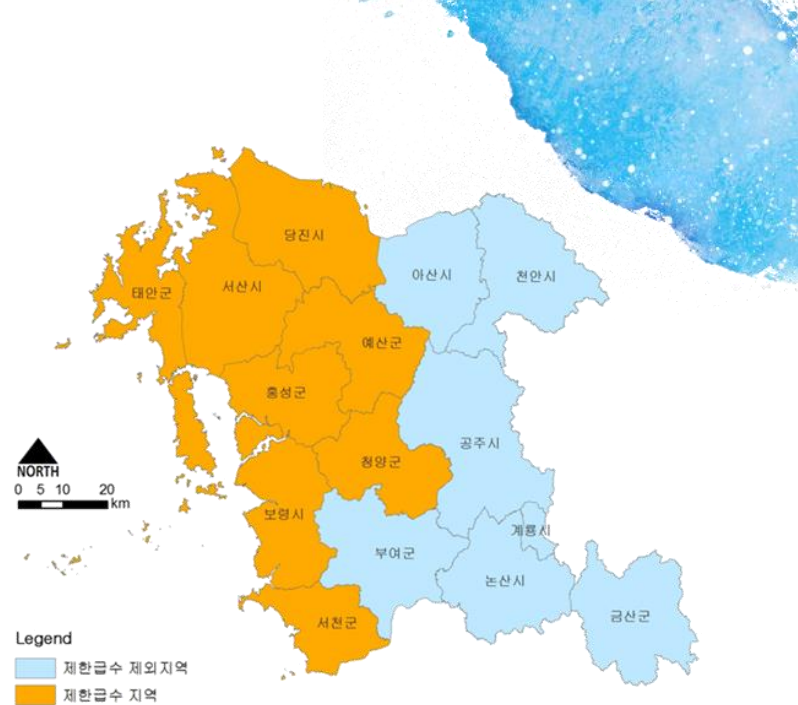 당진시
아산시
천안시
태안군
서산시
예산군
홍성군
공주시
청양군
NORTH
0 5 10 20
km
보령시
계룡시
부여군
논산시
금산군
서천군
Legend
제한급수 제외지역
제한급수 지역